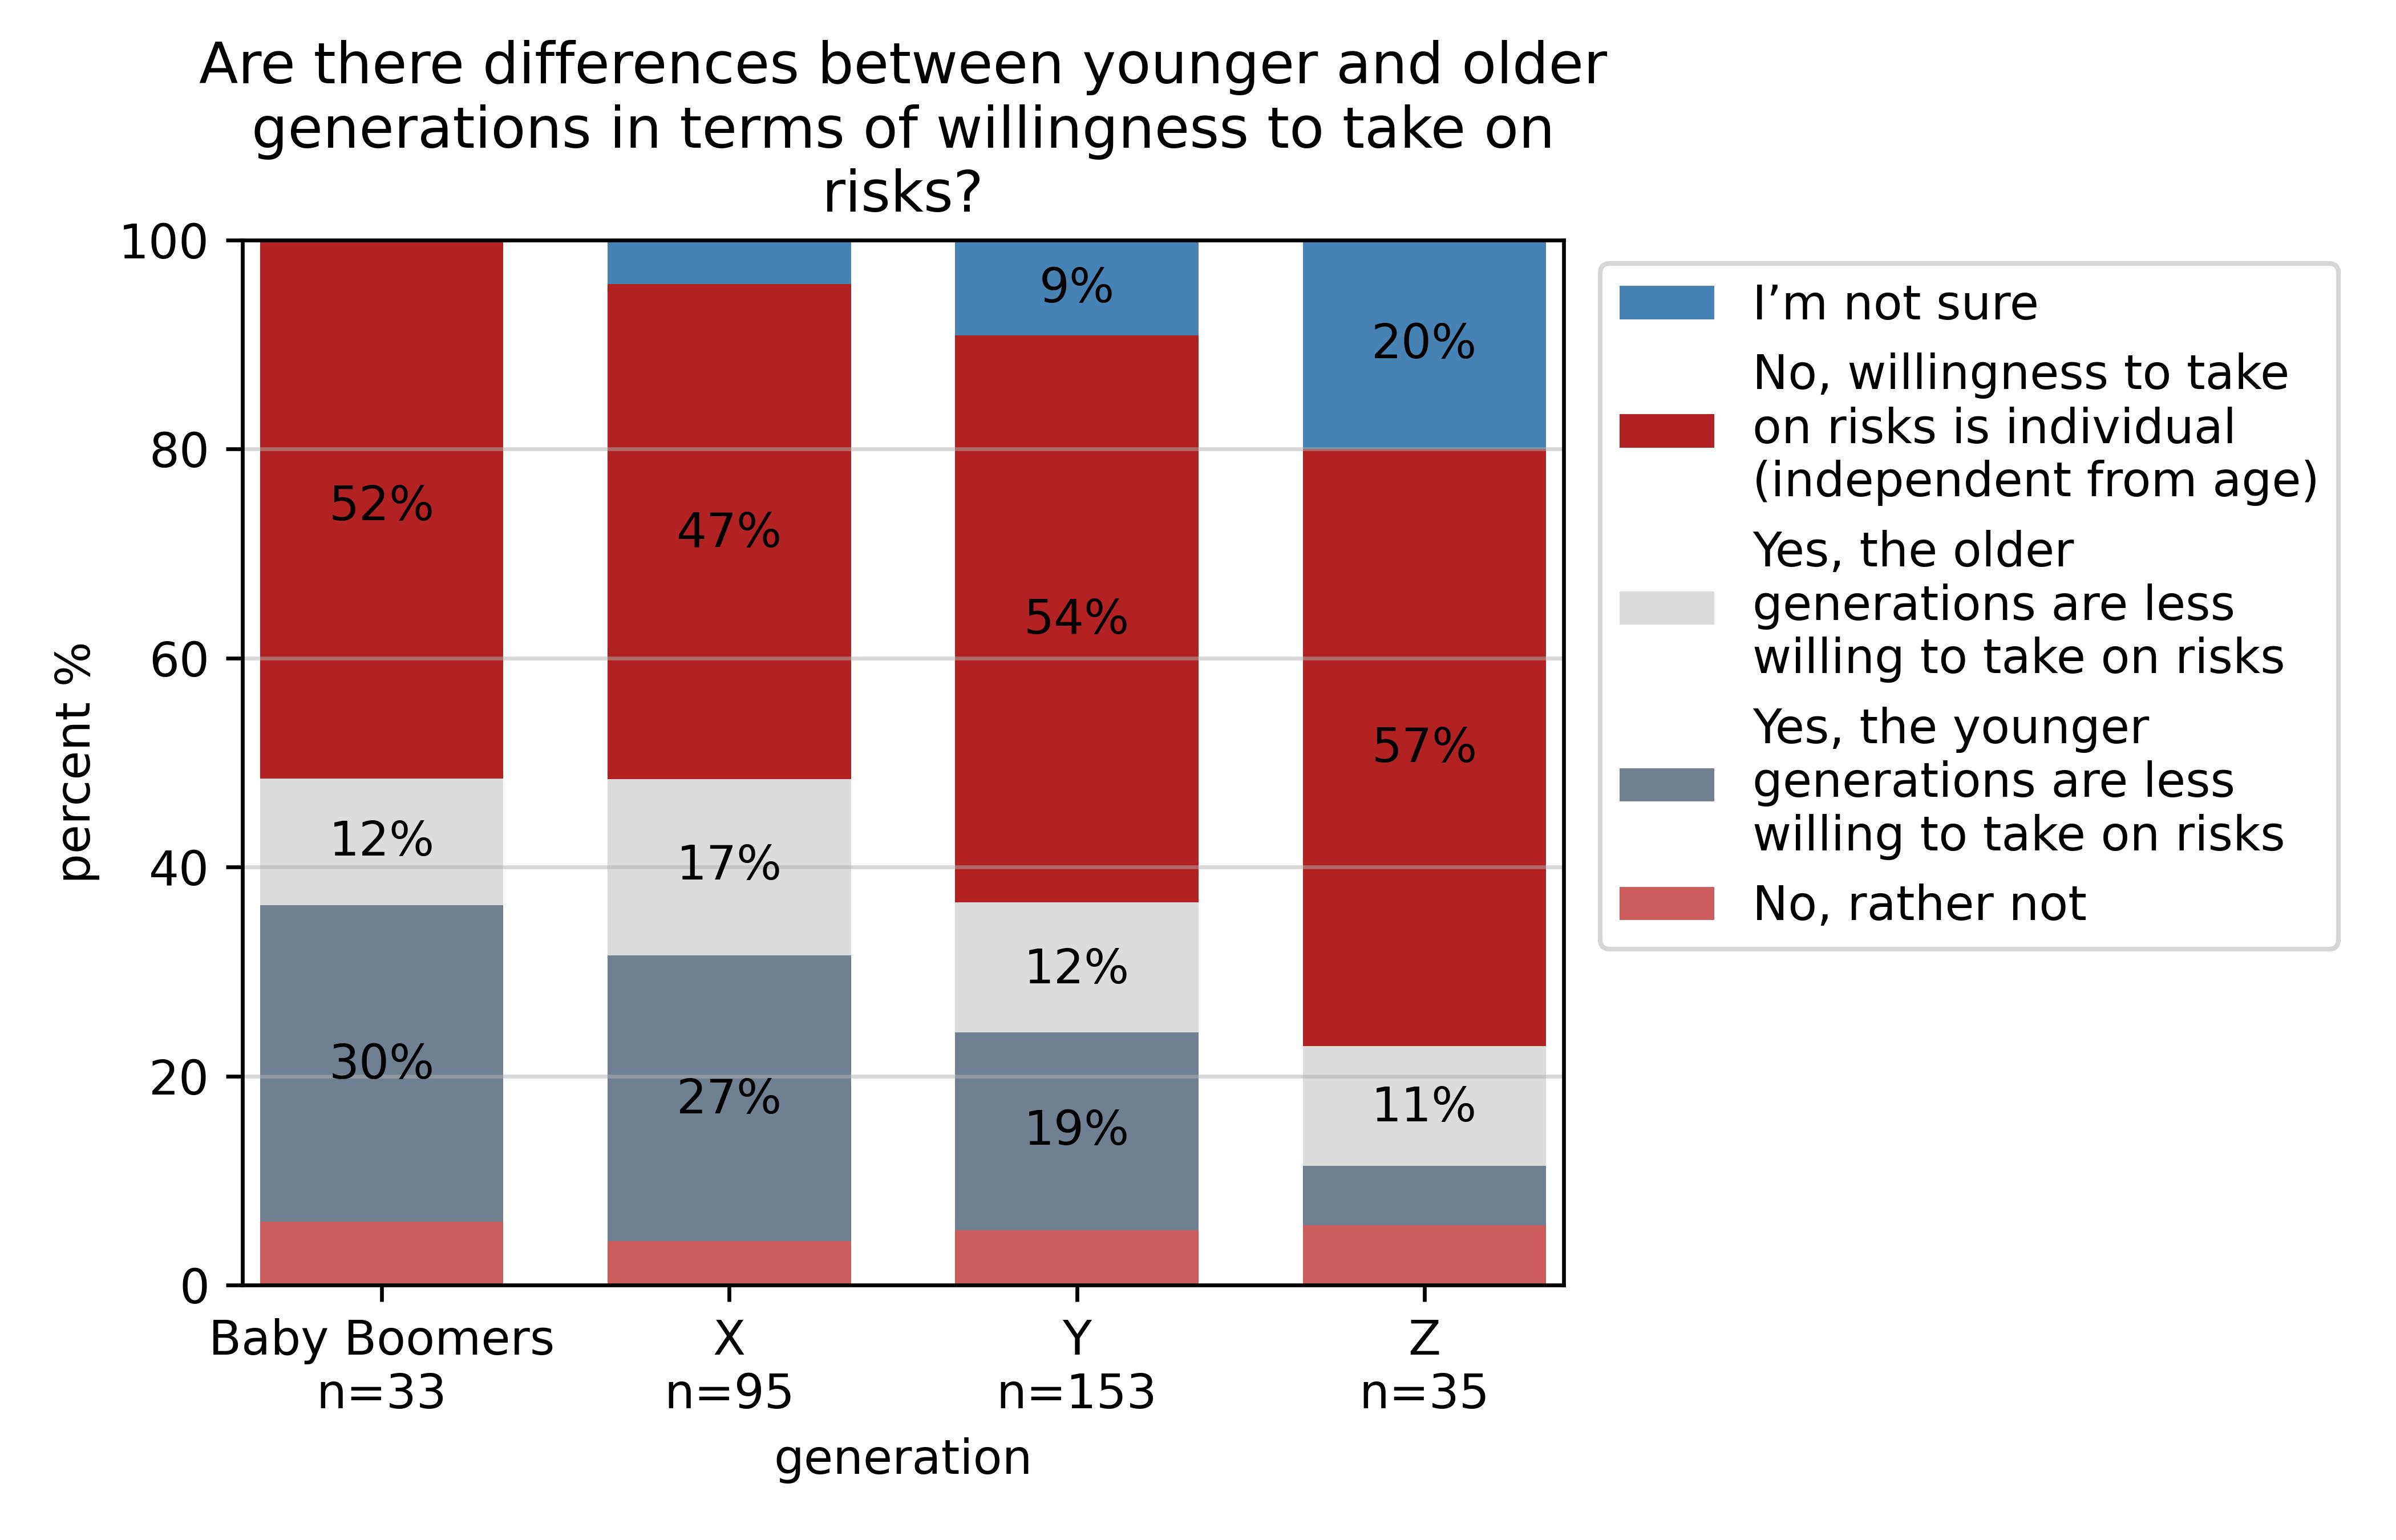 Are there differences between younger and older
generations in terms of willingness to take on
risks?
percent %
100
80
60
40
20
0
52%
12%
30%
47%
17%
27%
9%
54%
12%
19%
20%
57%
11%
Baby Boomers
n=33
X
n=95
Y
n=153
Z
n=35
generation
I’m not sure
No, willingness to take
on risks is individual
(independent from age)
Yes, the older
generations are less
willing to take on risks
Yes, the younger
generations are less
willing to take on risks
No, rather not